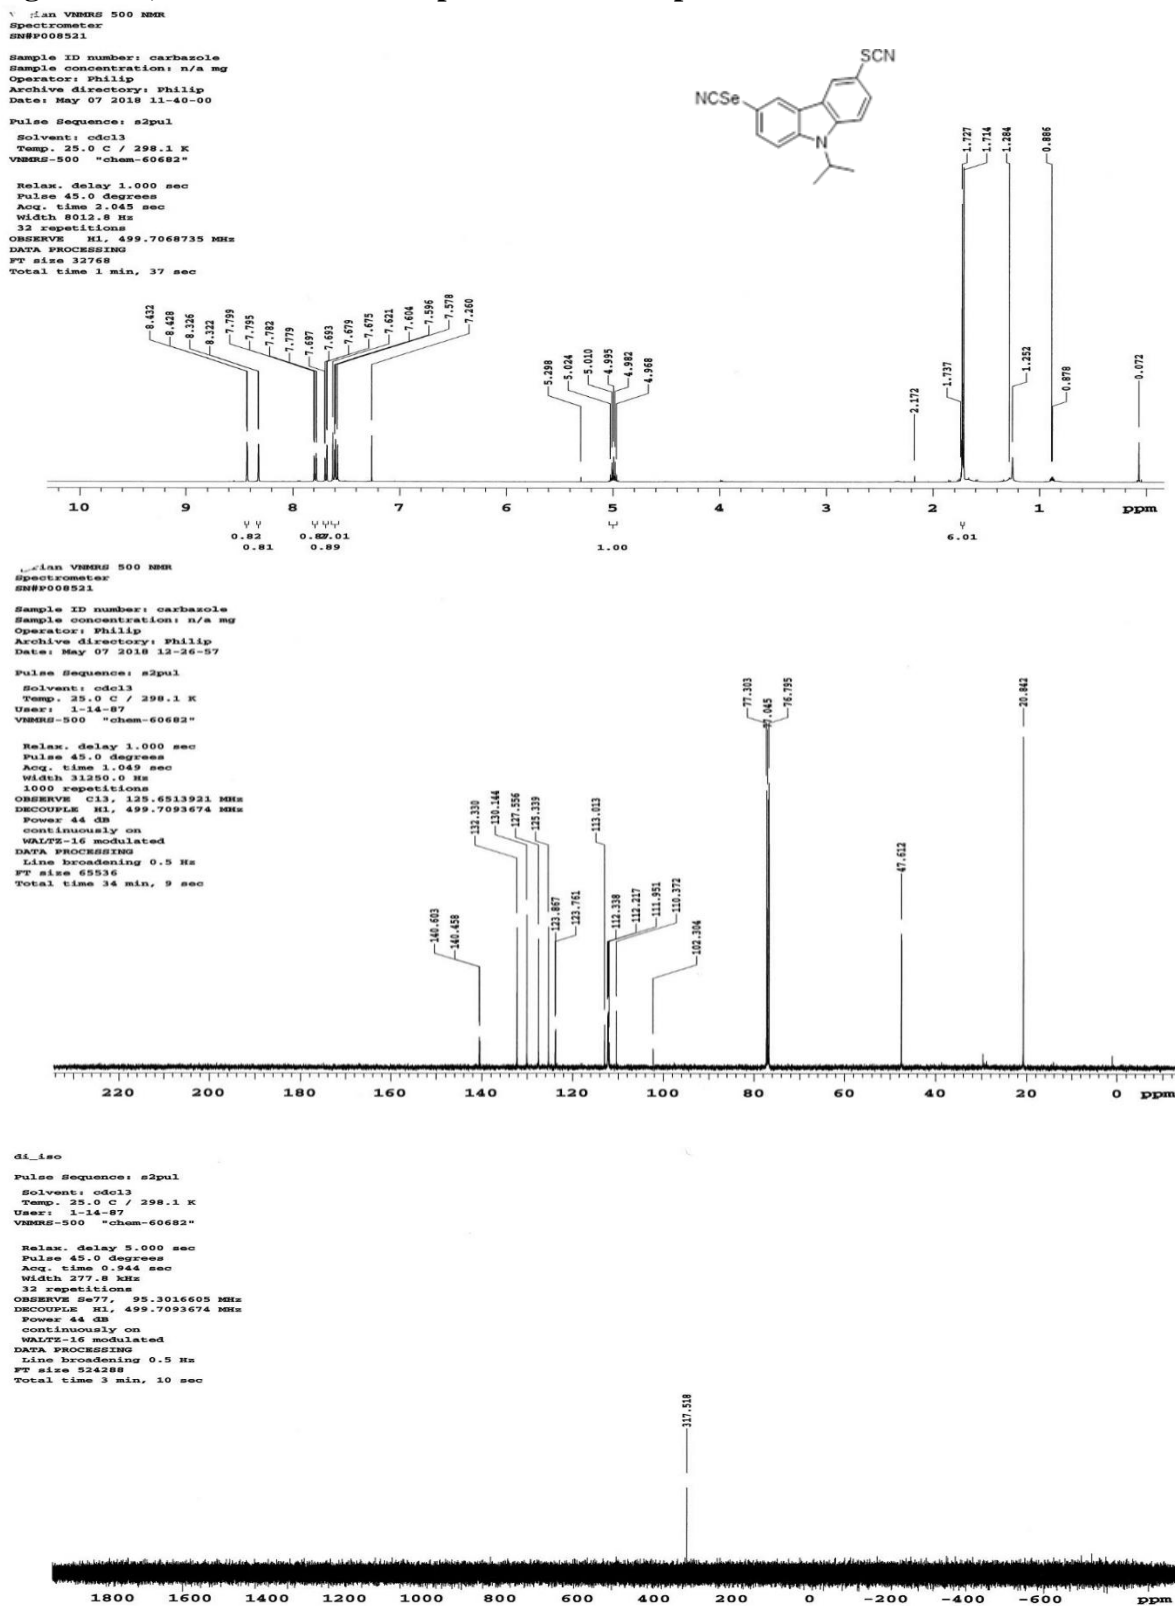 VNMRS 500 NMR
Spectrometer
SN#P008521
Sample ID number: carbazole
Sample concentration: n/a mg
Operator: Philip
Archive directory: Philip
Date: May 07 2018 11-40-00
Pulse Sequence: s2pul
Solvent: cdcl3
Temp. 25.0 C / 298.1 K
VNMRS-500 "chem-60682"
Relax. delay 1.000 sec
Pulse 45.0 degrees
Acq. time 2.045 sec
Width 8012.8 Hz
32 repetitions
OBSERVE H1, 499.7068735 MHz
DATA PROCESSING
FT size 32768
Total time 1 min, 37 sec
SCN
NCSe
N
8.432
8.428
8.326
8.322
7.799
7.795
7.782
7.779
7.697
7.693
7.679
7.675
7.621
7.604
7.596
7.578
7.260
5.298
5.024
5.010
4.995
4.982
4.968
2.172
1.737
1.727
1.714
1.284
1.252
0.886
0.878
0.072
10 9 8 7 6 5 4 3 2 1 ppm
0.82
0.81
0.89
1.00
6.01
VNMRS 500 NMR
Spectrometer
SN#P008521
Sample ID number: carbazole
Sample concentration: n/a mg
Operator: Philip
Archive directory: Philip
Date: May 07 2018 12-26-57
Pulse Sequence: s2pul
Solvent: cdcl3
Temp. 25.0 C / 298.1 K
User: 1-14-87
VNMRS-500 "chem-60682"
Relax. delay 1.000 sec
Pulse 45.0 degrees
Acq. time 1.049 sec
Width 31250.0 Hz
1000 repetitions
OBSERVE C13, 125.6513921 MHz
DECOUPLE H1, 499.7093674 MHz
Power 44 dB
continuously on
WALTZ-16 modulated
DATA PROCESSING
Line broadening 0.5 Hz
FT size 65536
Total time 34 min, 9 sec
140.603
140.458
132.330
130.144
127.556
125.339
123.867
123.761
113.013
112.338
112.217
111.951
110.372
102.304
77.303
77.045
76.795
47.612
20.842
220 200 180 160 140 120 100 80 60 40 20 0 ppm
di_iso
Pulse Sequence: s2pul
Solvent: cdcl3
Temp. 25.0 C / 298.1 K
User: 1-14-87
VNMRS-500 "chem-60682"
Relax. delay 5.000 sec
Pulse 45.0 degrees
Acq. time 0.944 sec
Width 277.8 kHz
32 repetitions
OBSERVE Se77, 95.3016605 MHz
DECOUPLE H1, 499.7093674 MHz
Power 44 dB
continuously on
WALTZ-16 modulated
DATA PROCESSING
Line broadening 0.5 Hz
FT size 524288
Total time 3 min, 10 sec
317.518
1800 1600 1400 1200 1000 800 600 400 200 0 -200 -400 -600 ppm